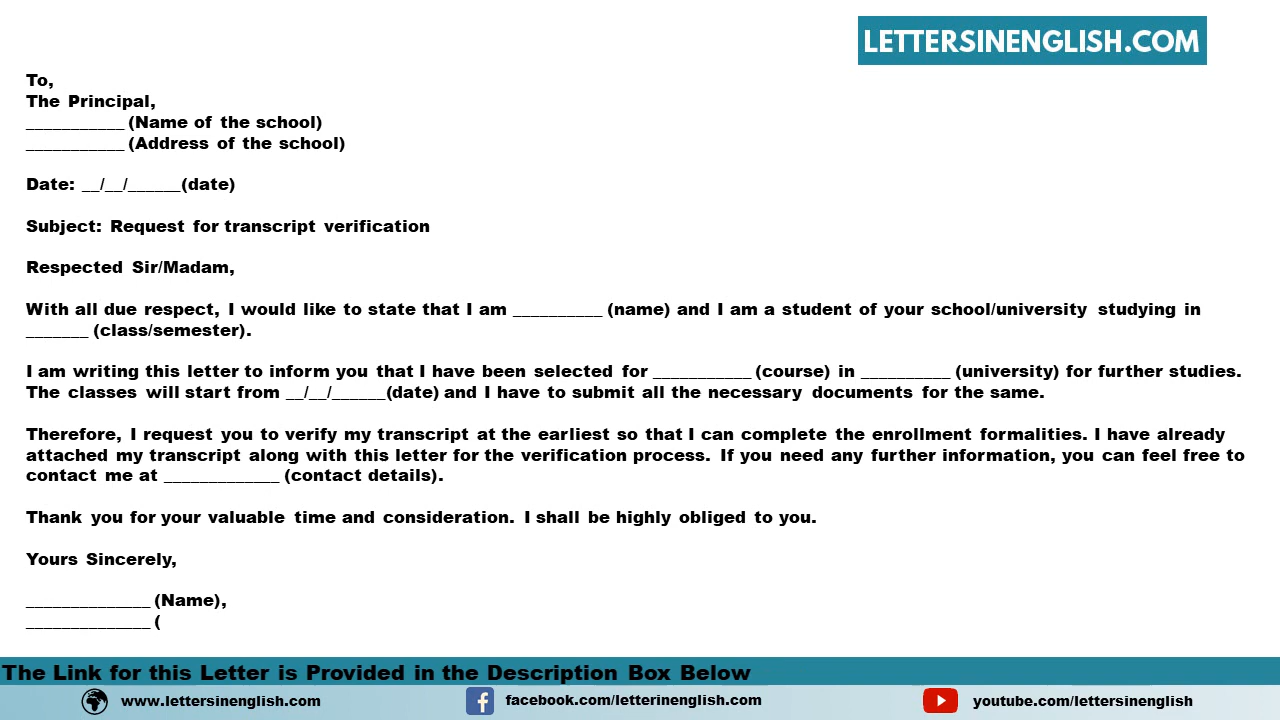 LETTERSINENGLISH.COM
To,
The Principal,
___________ (Name of the school)
___________ (Address of the school)
Date: __/__/______(date)
Subject: Request for transcript verification
Respected Sir/Madam,
With all due respect, I would like to state that I am __________ (name) and I am a student of your school/university studying in
_______ (class/semester).
I am writing this letter to inform you that I have been selected for ___________ (course) in __________ (university) for further studies.
The classes will start from __/__/______(date) and I have to submit all the necessary documents for the same.
Therefore, I request you to verify my transcript at the earliest so that I can complete the enrollment formalities. I have already
attached my transcript along with this letter for the verification process. If you need any further information, you can feel free to
contact me at _____________ (contact details).
Thank you for your valuable time and consideration. I shall be highly obliged to you.
Yours Sincerely,
______________ (Name),
______________ (
The Link for this Letter is Provided in the Description Box Below
www.lettersinenglish.com
facebook.com/letterinenglish.com
youtube.com/lettersinenglish